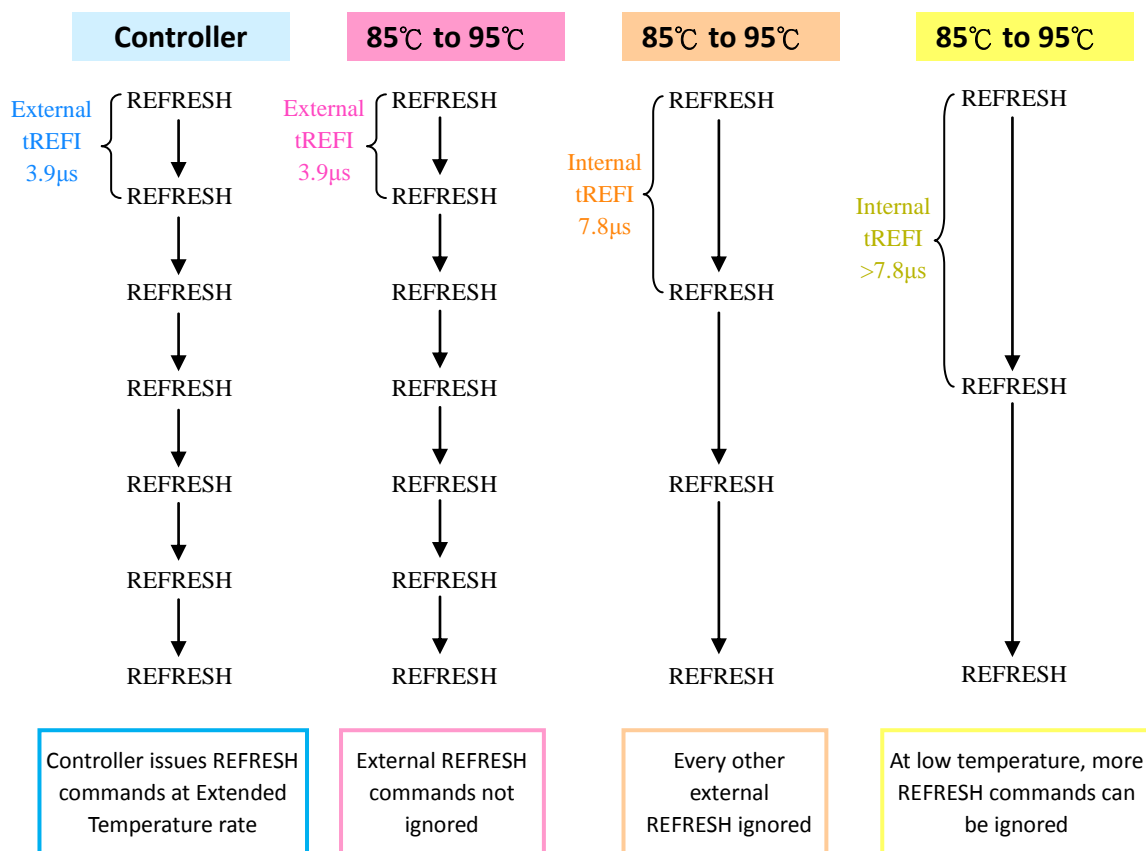 Controller
85℃ to 95℃
85℃ to 95℃
85℃ to 95℃
External
tREFI
3.9μs
REFRESH
REFRESH
REFRESH
REFRESH
REFRESH
REFRESH
REFRESH
External
tREFI
3.9μs
REFRESH
REFRESH
REFRESH
REFRESH
REFRESH
REFRESH
REFRESH
Internal
tREFI
7.8μs
REFRESH
REFRESH
REFRESH
REFRESH
Internal
tREFI
>7.8μs
REFRESH
REFRESH
REFRESH
Controller issues REFRESH
commands at Extended
Temperature rate
External REFRESH
commands not
ignored
Every other
external
REFRESH ignored
At low temperature, more
REFRESH commands can
be ignored